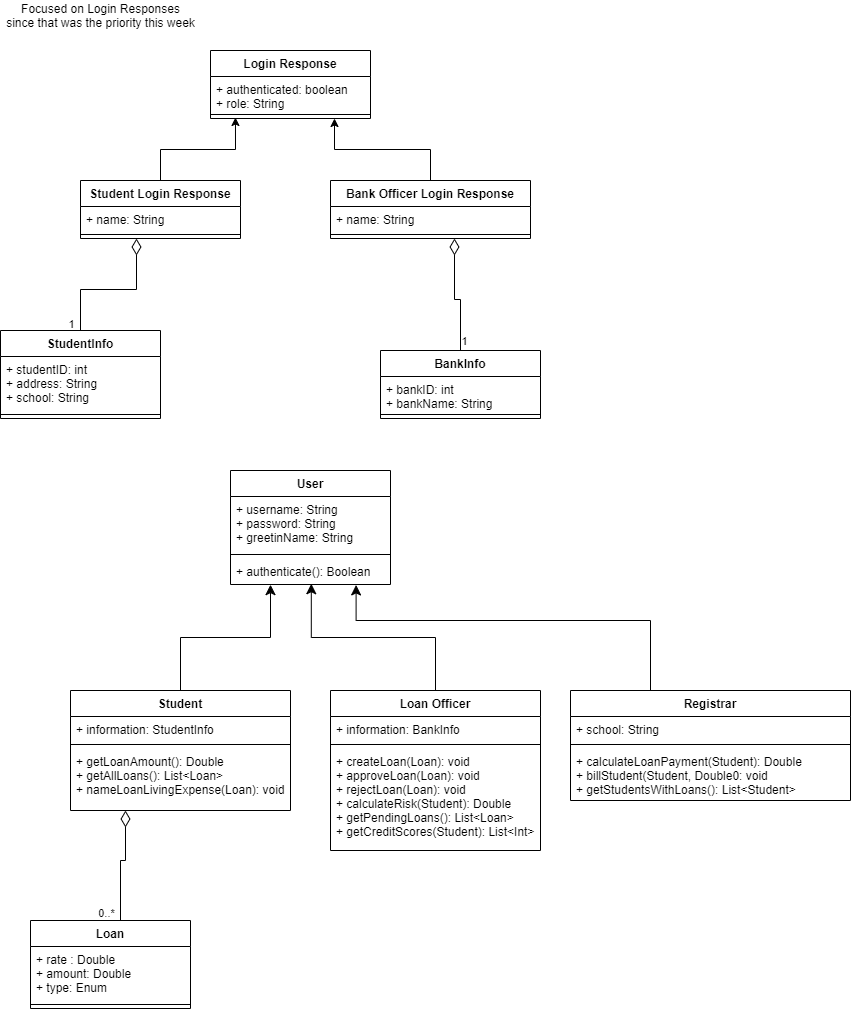 Focused on Login Responses
since that was the priority this week
Login Response
+ authenticated: boolean
+ role: String
Student Login Response
+ name: String
Bank Officer Login Response
+ name: String
1
StudentInfo
+ studentID: int
+ address: String
+ school: String
1
BankInfo
+ bankID: int
+ bankName: String
User
+ username: String
+ password: String
+ greetinName: String
+ authenticate(): Boolean
Student
+ information: StudentInfo
+ getLoanAmount(): Double
+ getAllLoans(): List<Loan>
+ nameLoanLivingExpense(Loan): void
Loan Officer
+ information: BankInfo
+ createLoan(Loan): void
+ approveLoan(Loan): void
+ rejectLoan(Loan): void
+ calculateRisk(Student): Double
+ getPendingLoans(): List<Loan>
+ getCreditScores(Student): List<Int>
Registrar
+ school: String
+ calculateLoanPayment(Student): Double
+ billStudent(Student, Double0: void
+ getStudentsWithLoans(): List<Student>
0..*
Loan
+ rate : Double
+ amount: Double
+ type: Enum